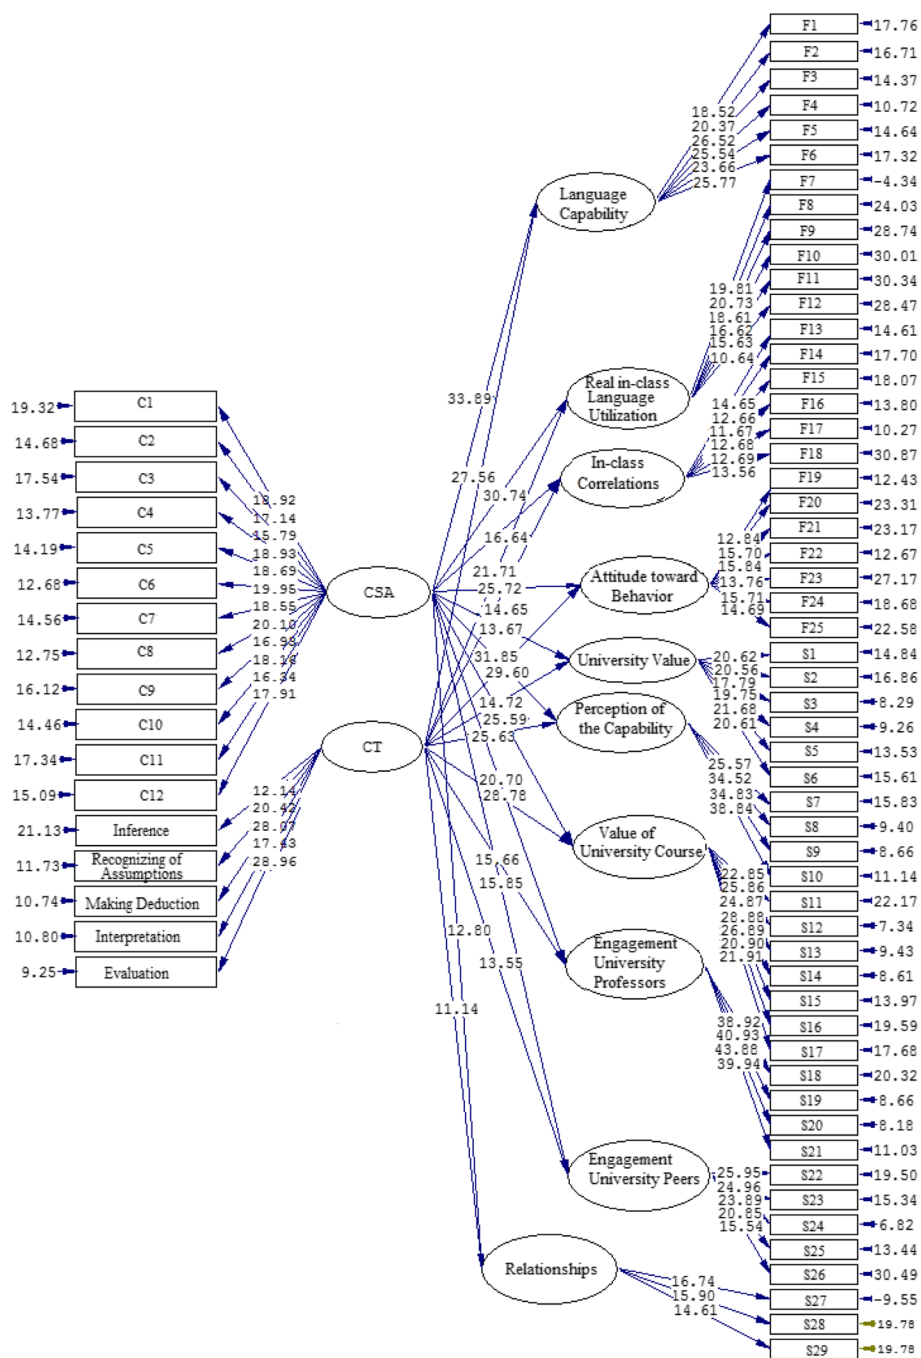 F1
17.76
F2
16.71
F3
14.37
F4
10.72
F5
14.64
F6
17.32
F7
-4.34
F8
24.03
F9
28.74
F10
30.01
F11
30.34
F12
28.47
F13
14.61
F14
17.70
F15
18.07
F16
13.80
F17
10.27
F18
30.87
F19
12.43
F20
23.31
F21
23.17
F22
12.67
F23
27.17
F24
18.68
F25
22.58
S1
14.84
S2
16.86
S3
8.29
S4
9.26
S5
13.53
S6
15.61
S7
15.83
S8
9.40
S9
8.66
S10
11.14
S11
22.17
S12
7.34
S13
9.43
S14
8.61
S15
13.97
S16
19.59
S17
17.68
S18
20.32
S19
8.66
S20
8.18
S21
11.03
S22
19.50
S23
15.34
S24
6.82
S25
13.44
S26
30.49
S27
-9.55
S28
19.78
S29
19.78
18.52
20.37
26.52
25.54
23.66
25.77
Language
Capability
19.81
20.73
18.61
16.62
15.63
10.64
Real in-class
Language
Utilization
14.65
12.66
11.67
12.68
12.69
13.56
In-class
Correlations
12.84
15.70
15.84
13.76
15.71
14.69
Attitude toward
Behavior
20.62
20.56
17.79
19.75
21.68
20.61
University Value
25.57
34.52
34.83
38.84
Perception of
the Capability
22.85
25.86
24.87
28.88
26.89
20.90
21.91
Value of
University Course
38.92
40.93
43.88
39.94
Engagement
University
Professors
25.95
24.96
23.89
20.85
15.54
Engagement
University Peers
16.74
15.90
14.61
Relationships
33.89
27.56
30.74
16.64
21.71
25.72
14.65
13.67
31.85
29.60
14.72
25.59
25.63
20.70
28.78
15.66
15.85
12.80
13.55
11.14
CSA
CT
19.32
C1
14.68
C2
17.54
C3
13.77
C4
14.19
C5
12.68
C6
14.56
C7
12.75
C8
16.12
C9
14.46
C10
17.34
C11
15.09
C12
21.13
Inference
11.73
Recognizing of
Assumptions
10.74
Making Deduction
10.80
Interpretation
9.25
Evaluation
18.92
17.14
15.79
18.93
18.69
19.95
18.55
20.10
16.93
18.16
16.34
17.91
12.14
20.42
28.07
17.43
28.96